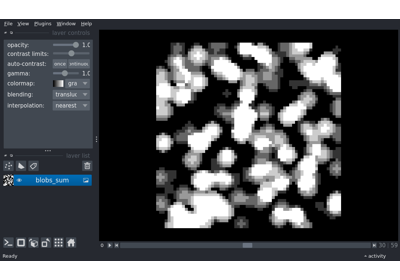 File View Plugins Window Help
layer controls
opacity: 1.0
contrast limits:
auto-contrast: once ontinuous
gamma: 1.0
colormap: gra
blending: translu
interpolation: nearest
layer list
blobs_sum
30 59
Ready
activity